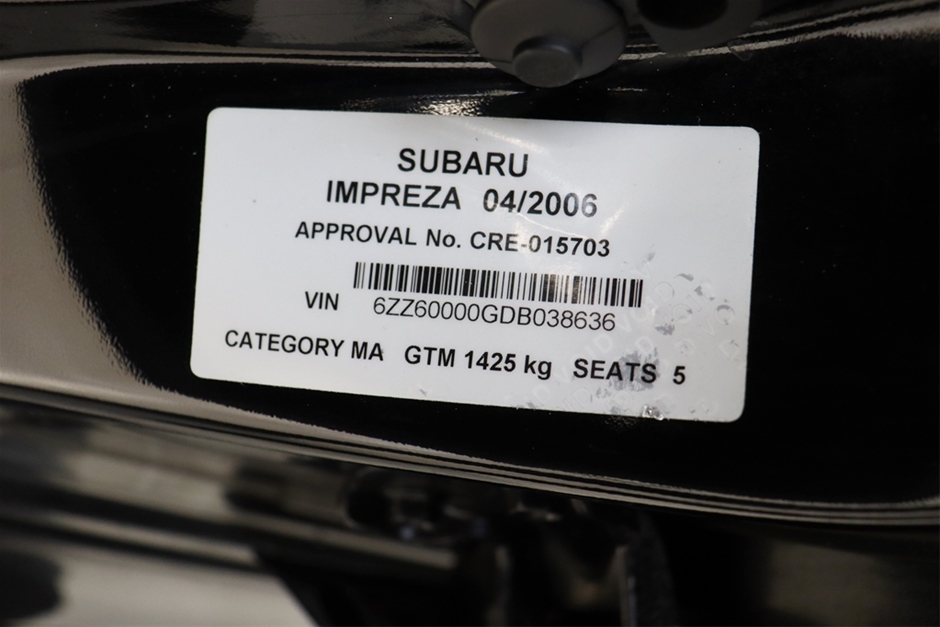 SUBARU
IMPREZA 04/2006
APPROVAL No. CRE-015703
VIN 6ZZ60000GDB038636
CATEGORY MA GTM 1425 kg SEATS 5